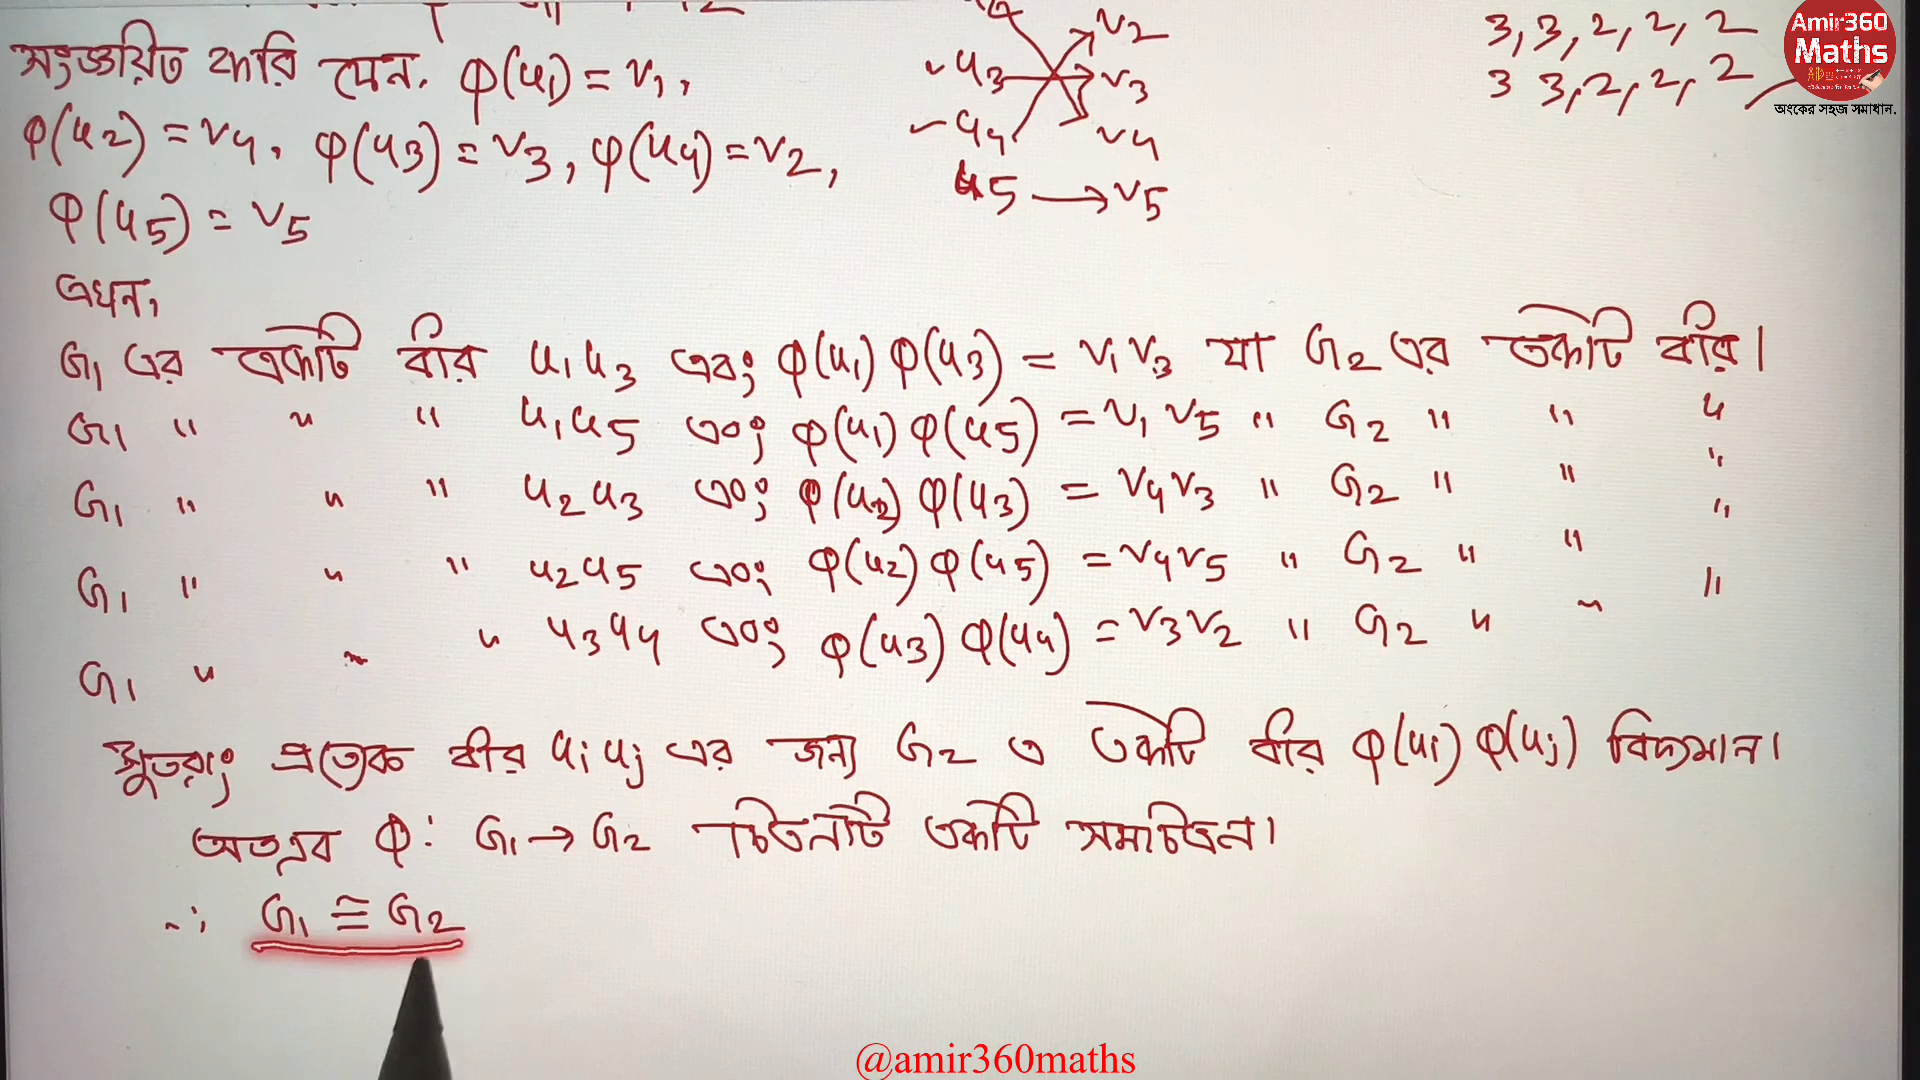 সংজ্ঞায়িত করি যেন, φ(u1) = v1,
φ(u2) = v4, φ(u3) = v3, φ(u4) = v2,
φ(u5) = v5
v2
u3 v3
u4 v4
u5 → v5
3, 3, 2, 2, 2
3 3, 2, 2, 2
Amir360
Maths
অংকের সহজ সমাধান.
এখন,
G1 এর একটি ধার u1u3 এবং φ(u1) φ(u3) = v1v3 যা G2 এর একটি ধার।
G1 " " " u1u5 এবং φ(u1) φ(u5) = v1v5 " G2 " " "
G1 " " " u2u3 এবং φ(u2) φ(u3) = v4v3 " G2 " " "
G1 " " " u2u5 এবং φ(u2) φ(u5) = v4v5 " G2 " " "
G1 " " " u3u4 এবং φ(u3) φ(u4) = v3v2 " G2 " " "
সুতরাং প্রত্যেক ধার uiuj এর জন্য G2 তে একটি ধার φ(ui) φ(uj) বিদ্যমান।
অতএব φ: G1 → G2 চিত্রনটি একটি সমচিত্রন।
∴ G1 ≅ G2
@amir360maths